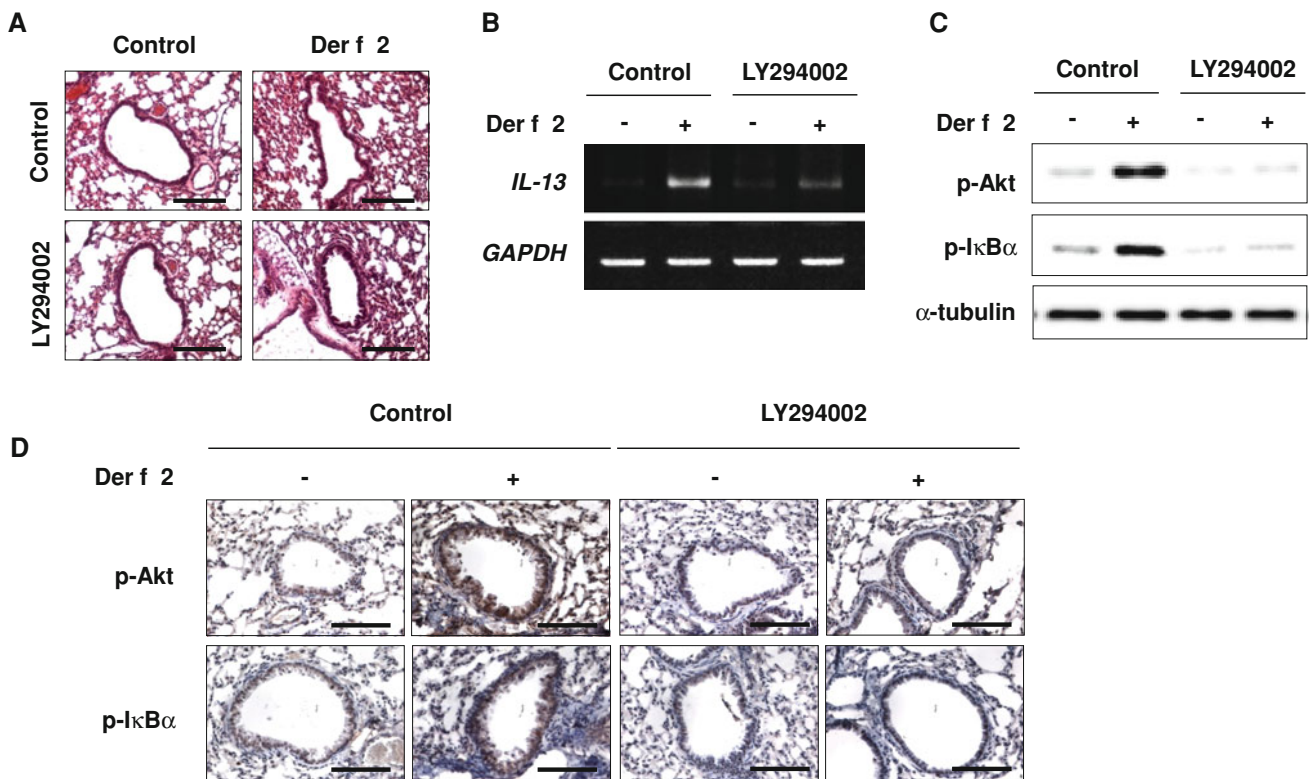 A
Control
Der f 2
Control
LY294002
B
Control
LY294002
Der f 2
-
+
-
+
IL-13
GAPDH
C
Control
LY294002
Der f 2
-
+
-
+
p-Akt
p-IκBα
α-tubulin
D
Control
LY294002
Der f 2
-
+
-
+
p-Akt
p-IκBα